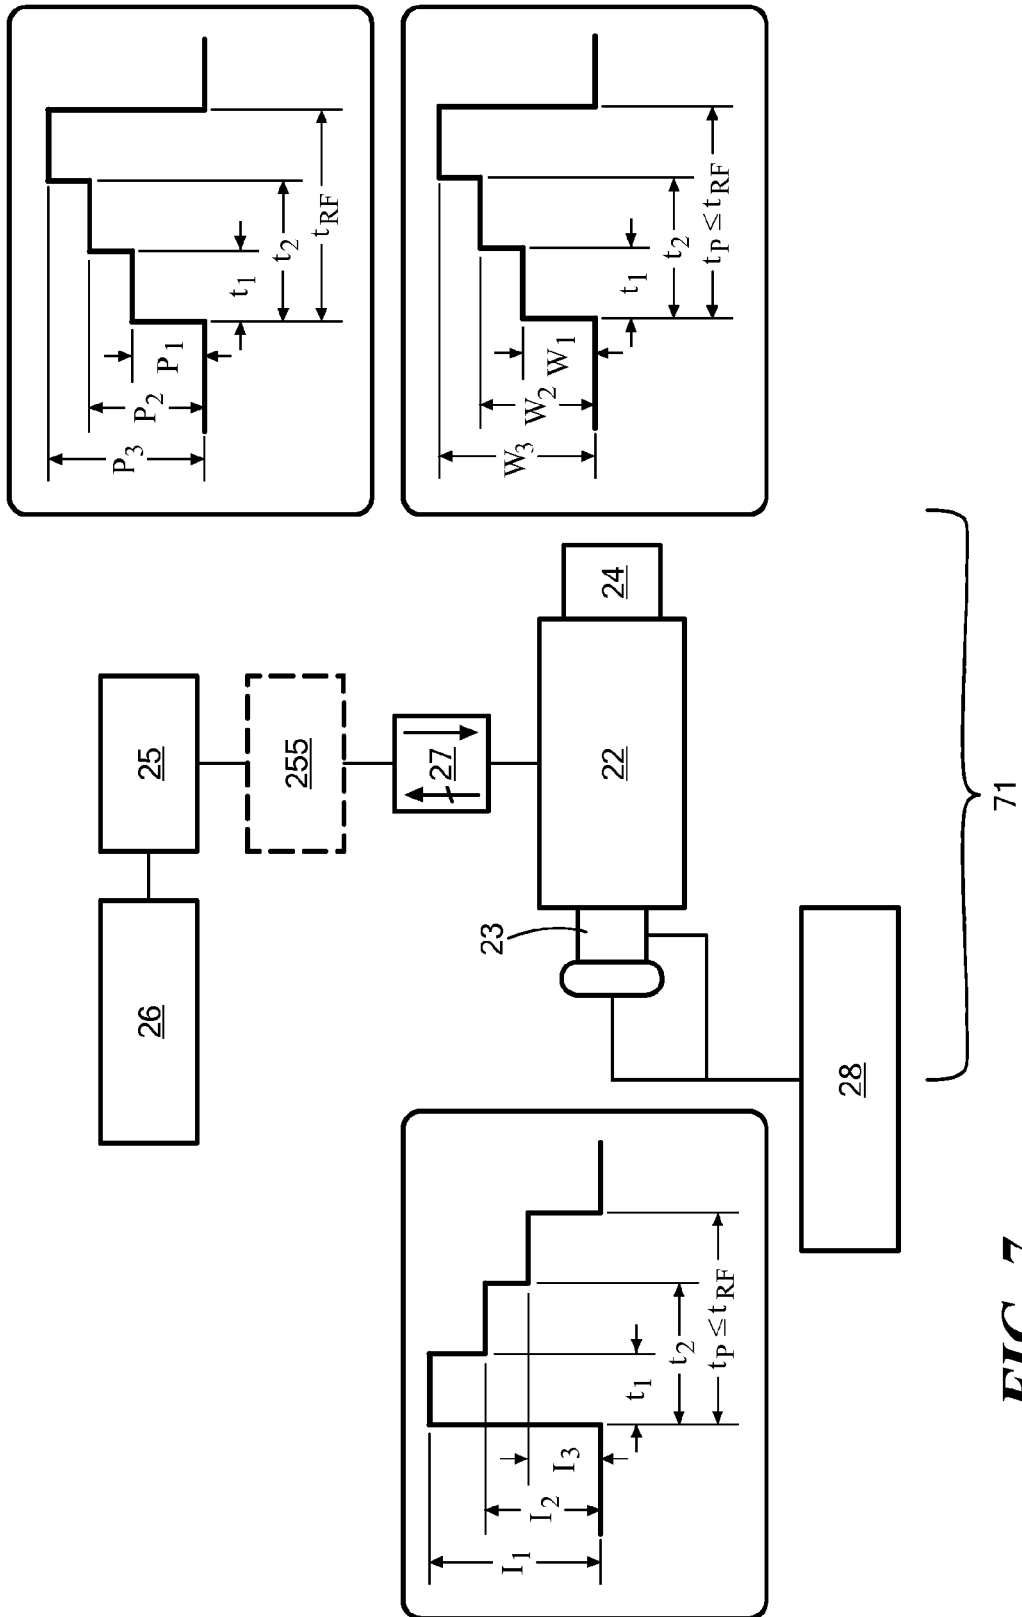 26
25
255
27
23
22
24
28
71
P3
P2
P1
t1
t2
tRF
I1
I2
I3
t1
t2
tP ≤ tRF
W3
W2
W1
t1
t2
tP ≤ tRF
FIG. 7